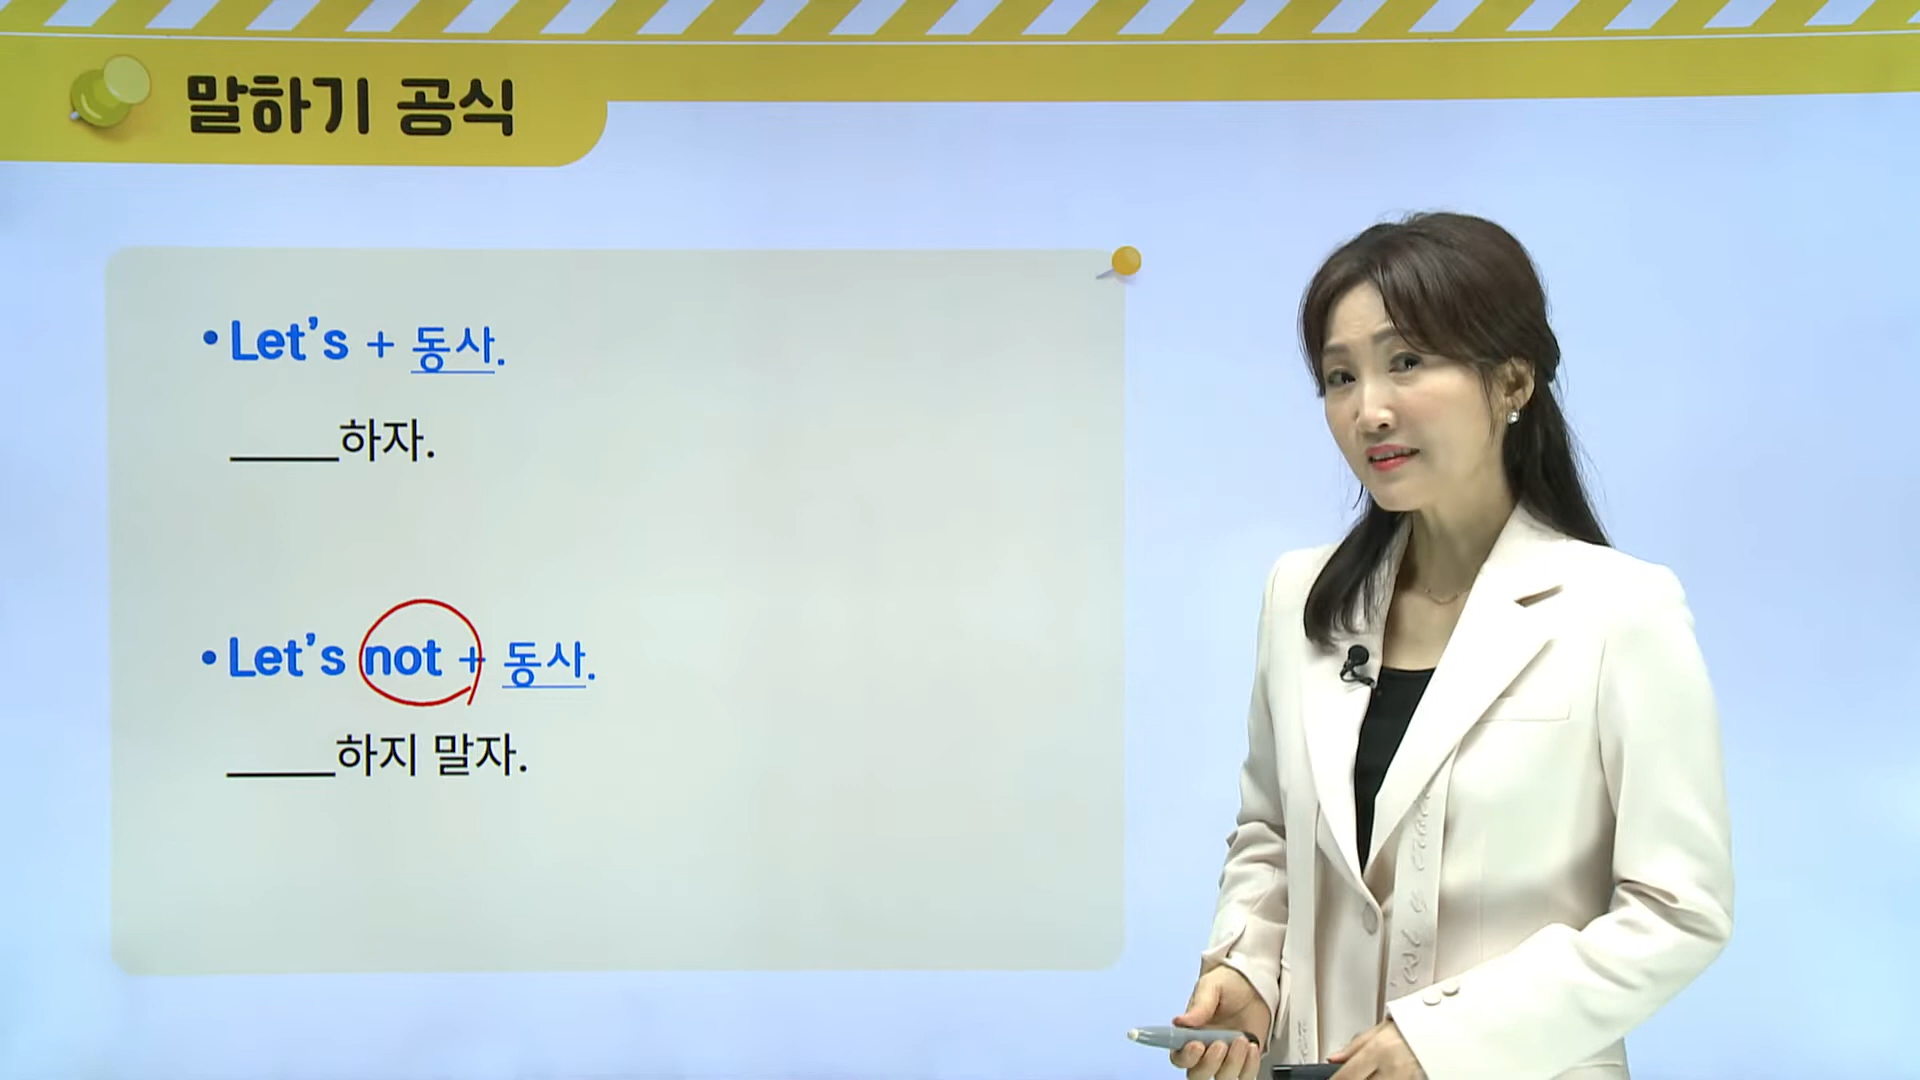 말하기 공식
• Let’s + 동사.
_____하자.
• Let’s not + 동사.
_____하지 말자.